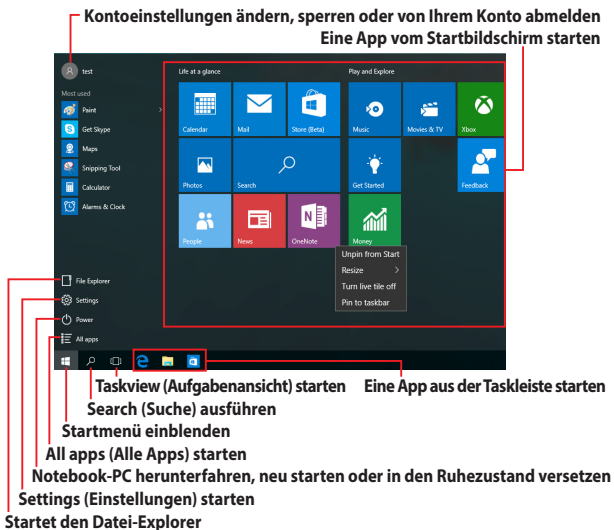 Kontoeinstellungen ändern, sperren oder von Ihrem Konto abmelden
Eine App vom Startbildschirm starten
test
Most used
Paint
Get Skype
Maps
Snipping Tool
Calculator
Alarms & Clock
File Explorer
Settings
Power
All apps
Life at a glance
Play and Explore
Calendar
Mail
Store (Beta)
Music
Movies & TV
Xbox
Photos
Search
Get Started
Feedback
People
News
OneNote
Money
Unpin from Start
Resize
Turn live tile off
Pin to taskbar
Taskview (Aufgabenansicht) starten
Eine App aus der Taskleiste starten
Search (Suche) ausführen
Startmenü einblenden
All apps (Alle Apps) starten
Notebook-PC herunterfahren, neu starten oder in den Ruhezustand versetzen
Settings (Einstellungen) starten
Startet den Datei-Explorer